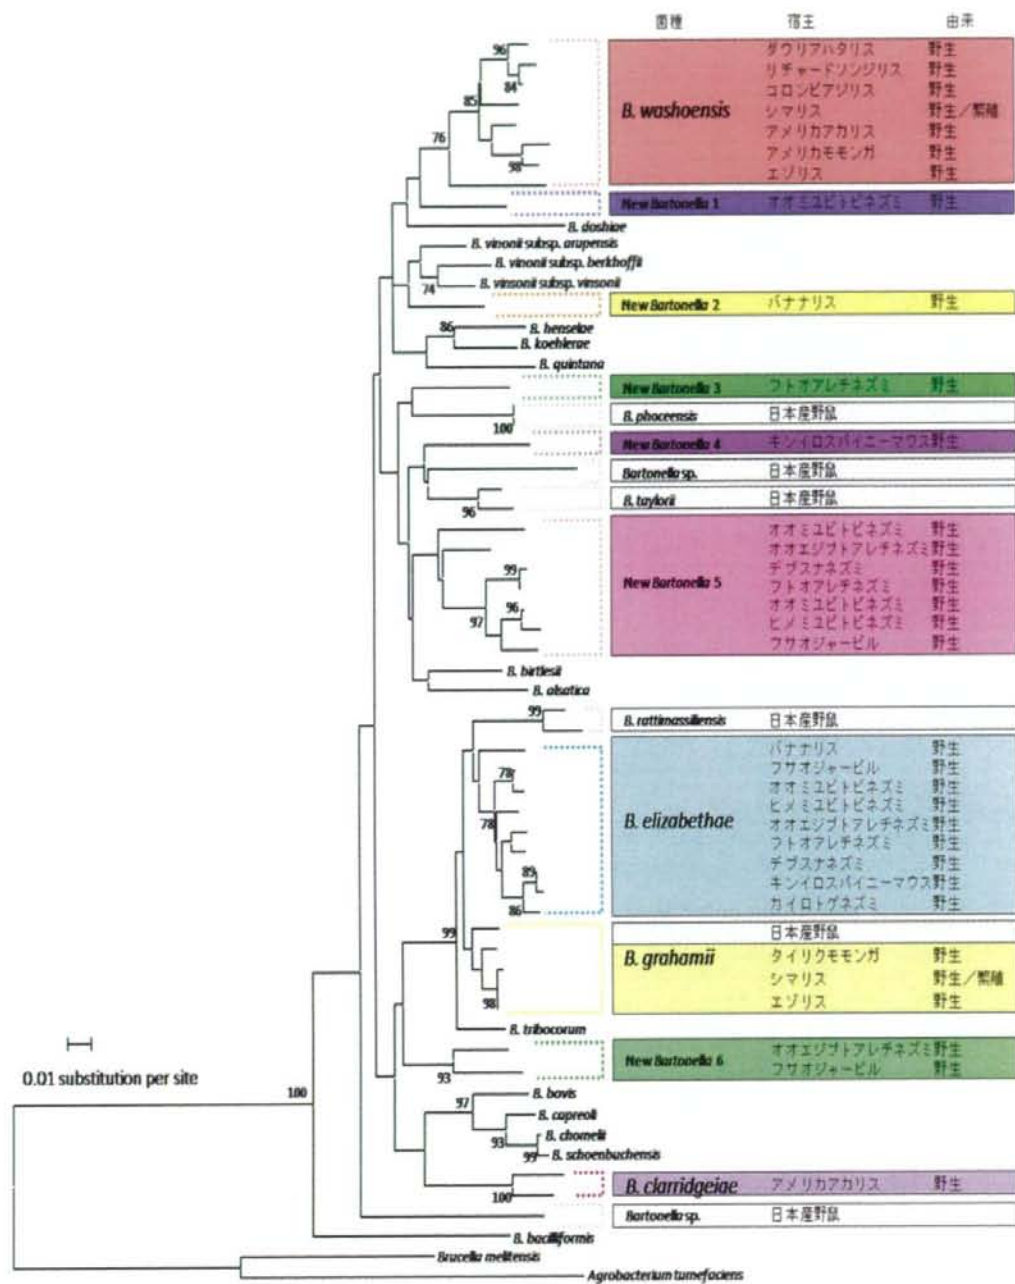 菌種 宿主 由来
96
84
85
76
98
B. washoensis
ダウリアハタリス 野生
リチャードソンジリス 野生
コロンビアジリス 野生
シマリス 野生/繁殖
アメリカアカリス 野生
アメリカモモンガ 野生
エゾリス 野生
New Bartonella 1 オオミユビトビネズミ 野生
B. doshiae
B. vinonii subsp. arupensis
B. vinonii subsp. berkhoffii
74
B. vinsonii subsp. vinsonii
New Bartonella 2 バナナリス 野生
86
B. henselae
B. koehlerae
B. quintana
New Bartonella 3 フトオアレチネズミ 野生
100
B. phoceensis 日本産野鼠
New Bartonella 4 キンイロスパイニーマウス野生
Bartonella sp. 日本産野鼠
96
B. taylorii 日本産野鼠
99
96
97
New Bartonella 5
オオミユビトビネズミ 野生
オオエジプトアレチネズミ野生
デブスナネズミ 野生
フトオアレチネズミ 野生
オオミユビトビネズミ 野生
ヒメミユビトビネズミ 野生
フサオジャービル 野生
B. birtlesii
B. alsatica
99
B. rattimassiliensis 日本産野鼠
78
78
89
86
B. elizabethae
バナナリス 野生
フサオジャービル 野生
オオミユビトビネズミ 野生
ヒメミユビトビネズミ 野生
オオエジプトアレチネズミ野生
フトオアレチネズミ 野生
デブスナネズミ 野生
キンイロスパイニーマウス野生
カイロトゲネズミ 野生
99
98
B. grahamii
日本産野鼠
タイリクモモンガ 野生
シマリス 野生/繁殖
エゾリス 野生
B. tribocorum
93
New Bartonella 6
オオエジプトアレチネズミ野生
フサオジャービル 野生
0.01 substitution per site
100
97
B. bovis
B. capreoli
93
B. chomelii
99
B. schoenbuchensis
100
B. clarridgeiae アメリカアカリス 野生
Bartonella sp. 日本産野鼠
B. bacilliformis
Brucella melitensis
Agrobacterium tumefaciens